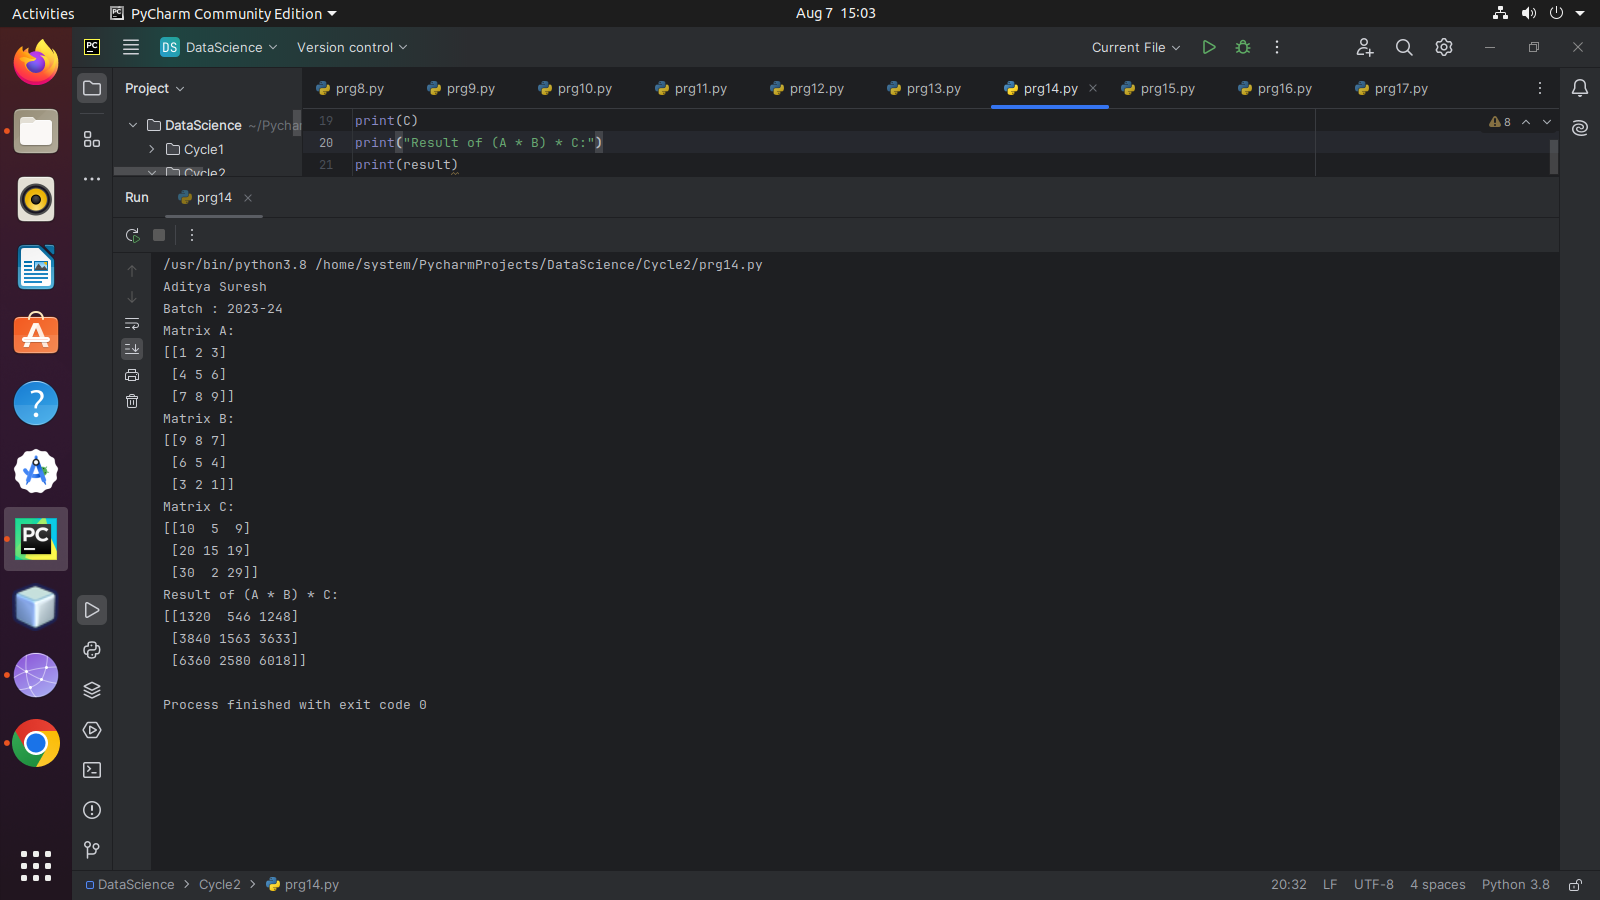 Activities
PyCharm Community Edition
Aug 7 15:03
PC
DS DataScience
Version control
Current File
Project
prg8.py
prg9.py
prg10.py
prg11.py
prg12.py
prg13.py
prg14.py
prg15.py
prg16.py
prg17.py
DataScience ~/Pychar
Cycle1
Cycle2
19 print(C)
20 print("Result of (A * B) * C:")
21 print(result)
8
Run
prg14
/usr/bin/python3.8 /home/system/PycharmProjects/DataScience/Cycle2/prg14.py
Aditya Suresh
Batch : 2023-24
Matrix A:
[[1 2 3]
 [4 5 6]
 [7 8 9]]
Matrix B:
[[9 8 7]
 [6 5 4]
 [3 2 1]]
Matrix C:
[[10  5  9]
 [20 15 19]
 [30  2 29]]
Result of (A * B) * C:
[[1320  546 1248]
 [3840 1563 3633]
 [6360 2580 6018]]
Process finished with exit code 0
PC
DataScience > Cycle2 > prg14.py
20:32 LF UTF-8 4 spaces Python 3.8